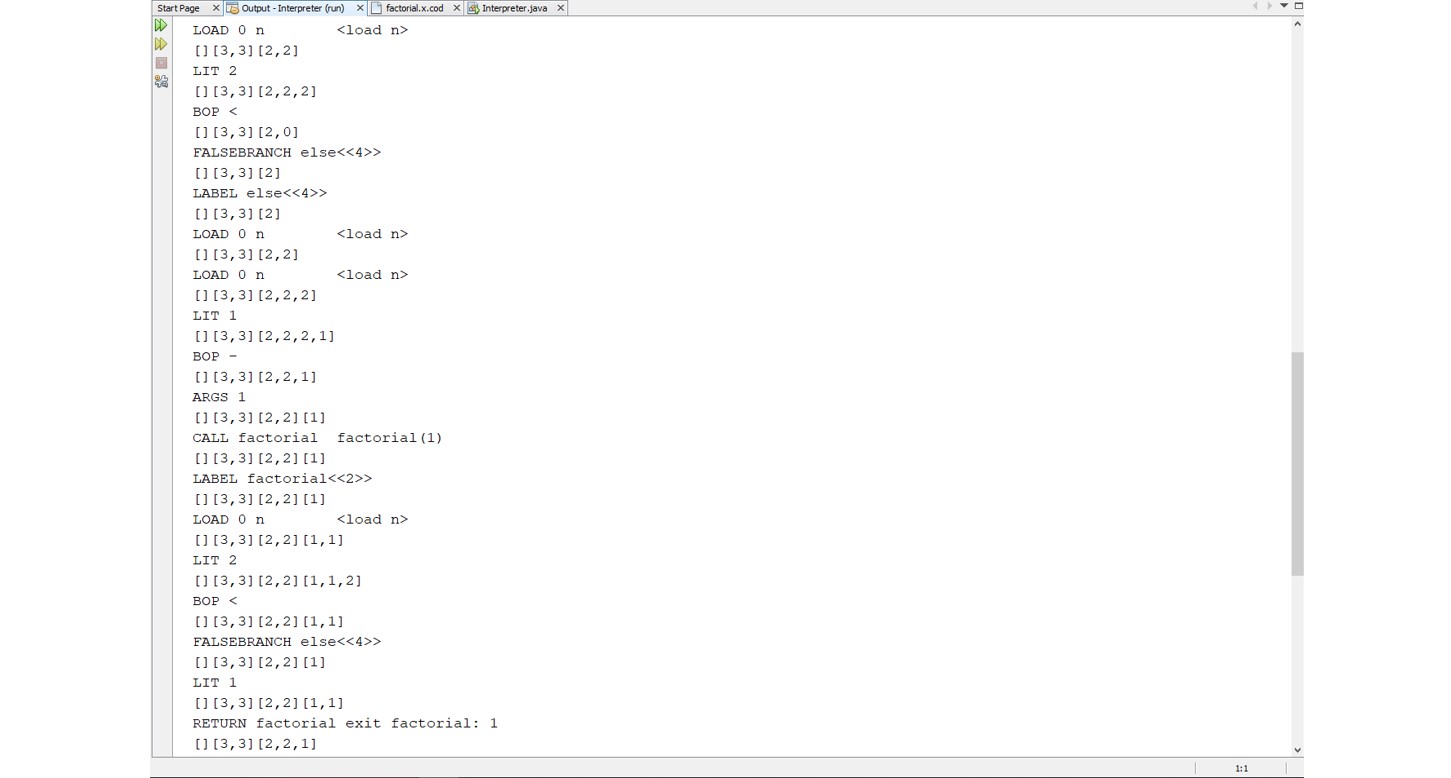 Start Page Output - Interpreter (run) factorial.x.cod Interpreter.java
LOAD 0 n        <load n>
[][3,3][2,2]
LIT 2
[][3,3][2,2,2]
BOP <
[][3,3][2,0]
FALSEBRANCH else<<4>>
[][3,3][2]
LABEL else<<4>>
[][3,3][2]
LOAD 0 n        <load n>
[][3,3][2,2]
LOAD 0 n        <load n>
[][3,3][2,2,2]
LIT 1
[][3,3][2,2,2,1]
BOP -
[][3,3][2,2,1]
ARGS 1
[][3,3][2,2][1]
CALL factorial  factorial(1)
[][3,3][2,2][1]
LABEL factorial<<2>>
[][3,3][2,2][1]
LOAD 0 n        <load n>
[][3,3][2,2][1,1]
LIT 2
[][3,3][2,2][1,1,2]
BOP <
[][3,3][2,2][1,1]
FALSEBRANCH else<<4>>
[][3,3][2,2][1]
LIT 1
[][3,3][2,2][1,1]
RETURN factorial exit factorial: 1
[][3,3][2,2,1]
1:1